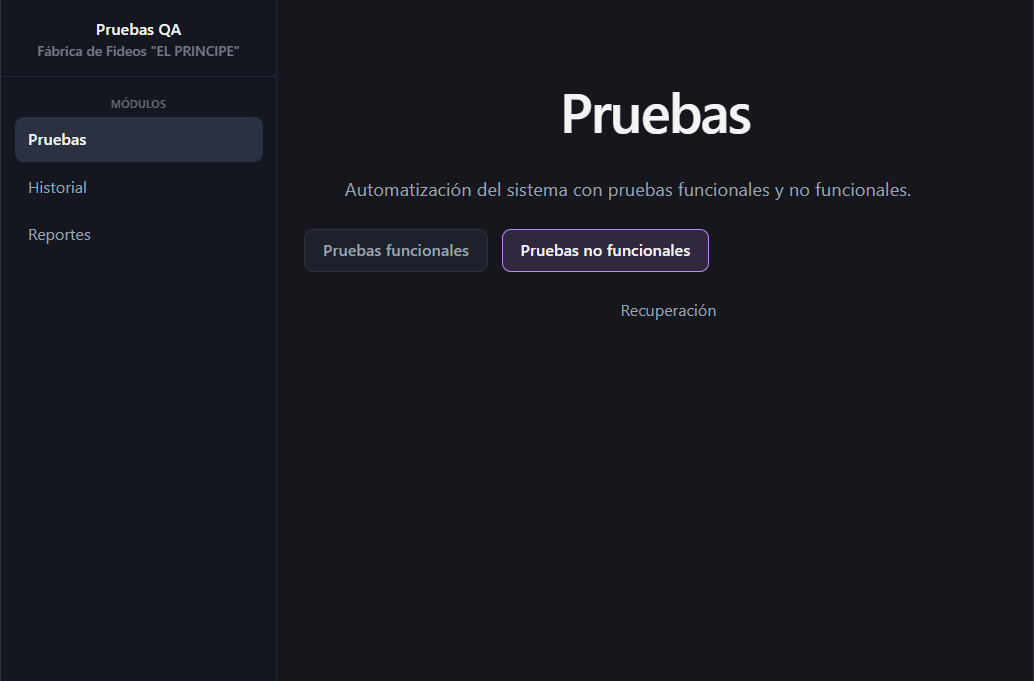 Pruebas QA
Fábrica de Fideos "EL PRINCIPE"
MÓDULOS
Pruebas
Historial
Reportes
Pruebas
Automatización del sistema con pruebas funcionales y no funcionales.
Pruebas funcionales
Pruebas no funcionales
Recuperación